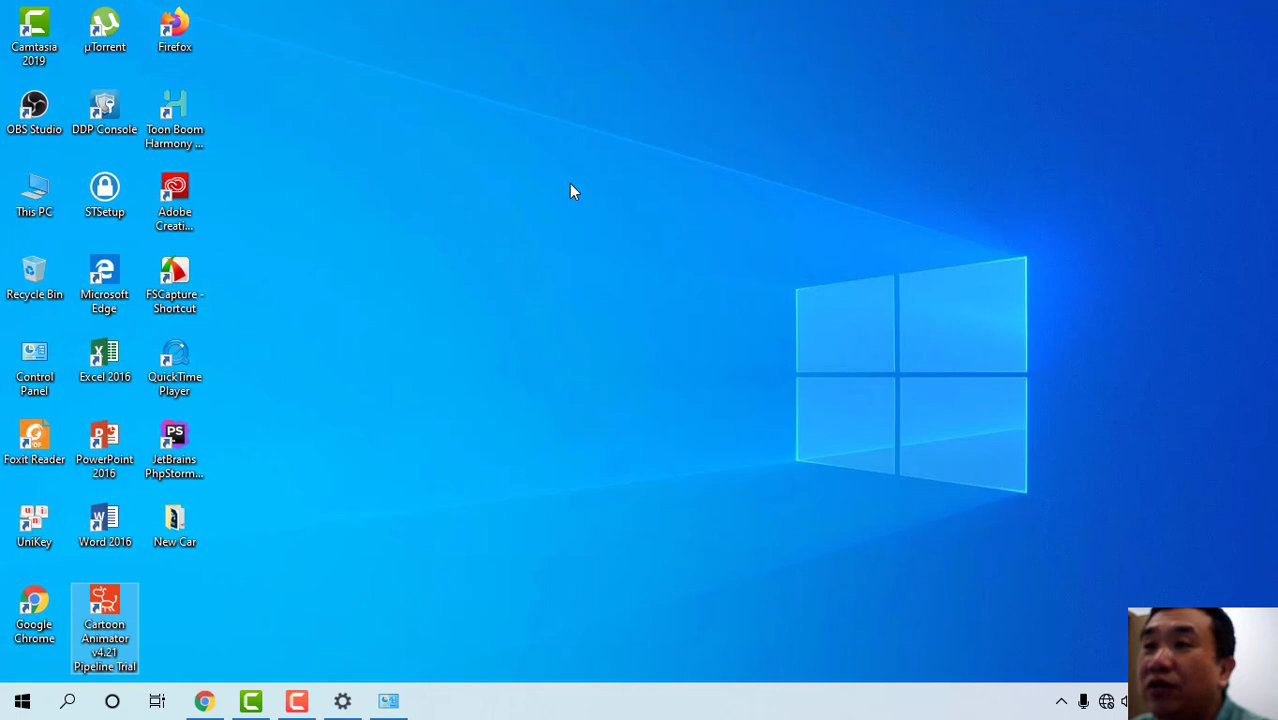 Camtasia
2019
µTorrent
Firefox
OBS Studio
DDP Console
Toon Boom
Harmony ...
This PC
STSetup
Adobe
Creati...
Recycle Bin
Microsoft
Edge
FSCapture -
Shortcut
Control
Panel
Excel 2016
QuickTime
Player
Foxit Reader
PowerPoint
2016
PS
JetBrains
PhpStorm...
UniKey
Word 2016
New Car
Google
Chrome
Cartoon
Animator
v4.21
Pipeline Trial